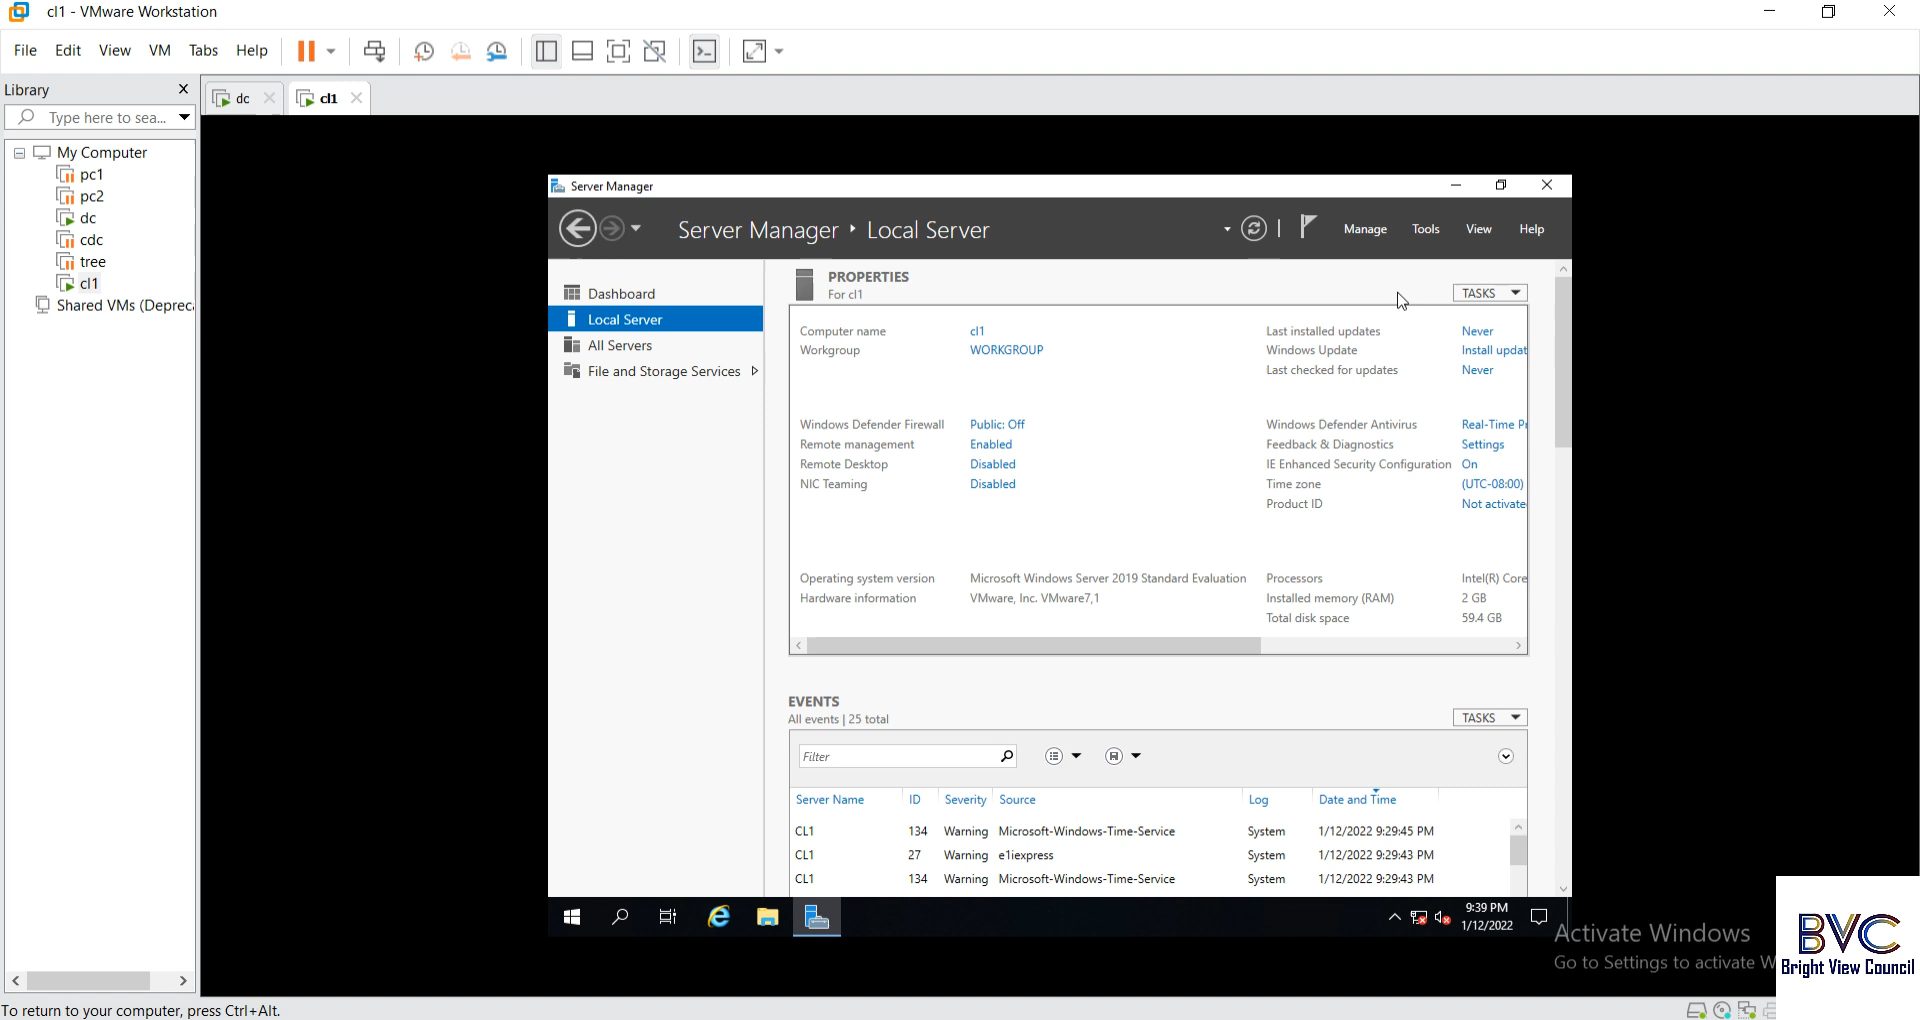 cl1 - VMware Workstation
File Edit View VM Tabs Help
Library
Type here to sea...
My Computer
pc1
pc2
dc
cdc
tree
cl1
Shared VMs (Depreca
dc
cl1
Server Manager
Server Manager Local Server
Manage Tools View Help
Dashboard
Local Server
All Servers
File and Storage Services
PROPERTIES
For cl1
TASKS
Computer name cl1
Workgroup WORKGROUP
Last installed updates Never
Windows Update Install updat
Last checked for updates Never
Windows Defender Firewall Public: Off
Remote management Enabled
Remote Desktop Disabled
NIC Teaming Disabled
Windows Defender Antivirus Real-Time Pr
Feedback & Diagnostics Settings
IE Enhanced Security Configuration On
Time zone (UTC-08:00)
Product ID Not activate
Operating system version Microsoft Windows Server 2019 Standard Evaluation
Hardware information VMware, Inc. VMware7,1
Processors Intel(R) Core
Installed memory (RAM) 2 GB
Total disk space 59.4 GB
EVENTS
All events | 25 total
TASKS
Filter
Server Name ID Severity Source Log Date and Time
CL1 134 Warning Microsoft-Windows-Time-Service System 1/12/2022 9:29:45 PM
CL1 27 Warning e1iexpress System 1/12/2022 9:29:43 PM
CL1 134 Warning Microsoft-Windows-Time-Service System 1/12/2022 9:29:43 PM
9:39 PM
1/12/2022
Activate Windows
Go to Settings to activate W
BVC
Bright View Council
To return to your computer, press Ctrl+Alt.